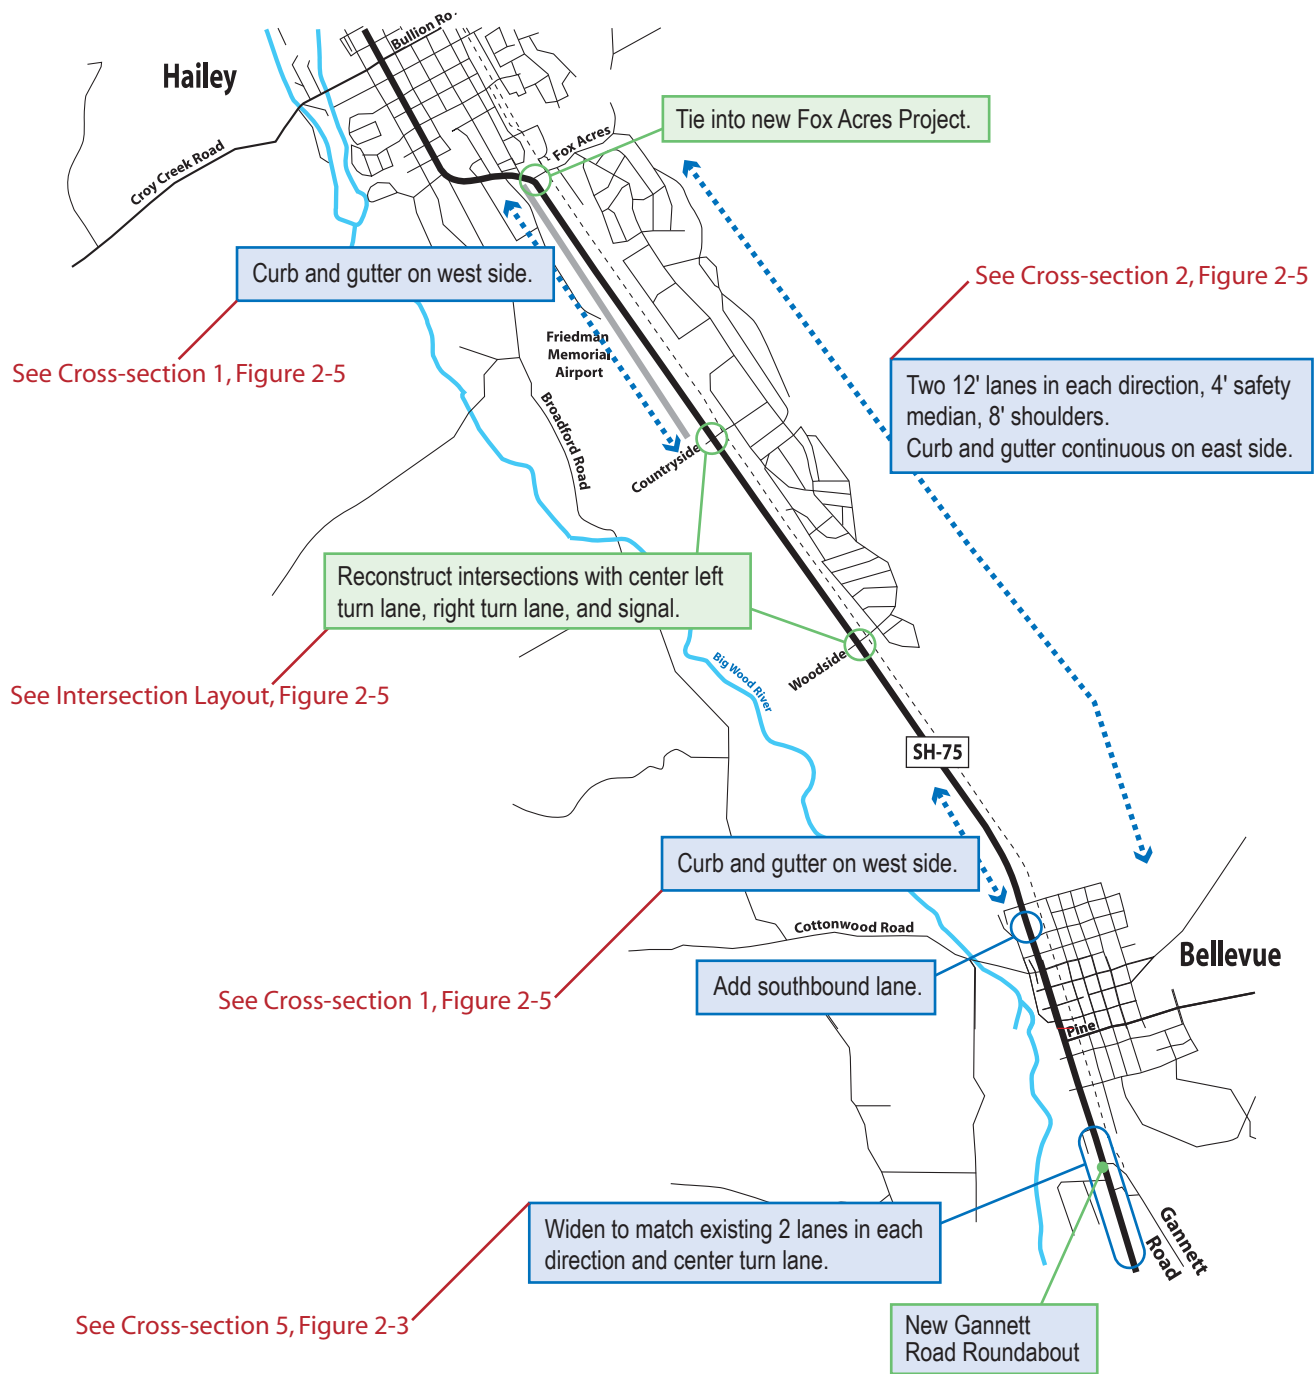 Bullion Ro
Hailey
Tie into new Fox Acres Project.
Fox Acres
Croy Creek Road
Curb and gutter on west side.
See Cross-section 2, Figure 2-5
Friedman
Memorial
Airport
See Cross-section 1, Figure 2-5
Two 12' lanes in each direction, 4' safety
median, 8' shoulders.
Curb and gutter continuous on east side.
Broadford Road
Countryside
Reconstruct intersections with center left
turn lane, right turn lane, and signal.
Woodside
Big Wood River
See Intersection Layout, Figure 2-5
SH-75
Curb and gutter on west side.
Cottonwood Road
Bellevue
Add southbound lane.
See Cross-section 1, Figure 2-5
Pine
Widen to match existing 2 lanes in each
direction and center turn lane.
Gannett
Road
See Cross-section 5, Figure 2-3
New Gannett
Road Roundabout